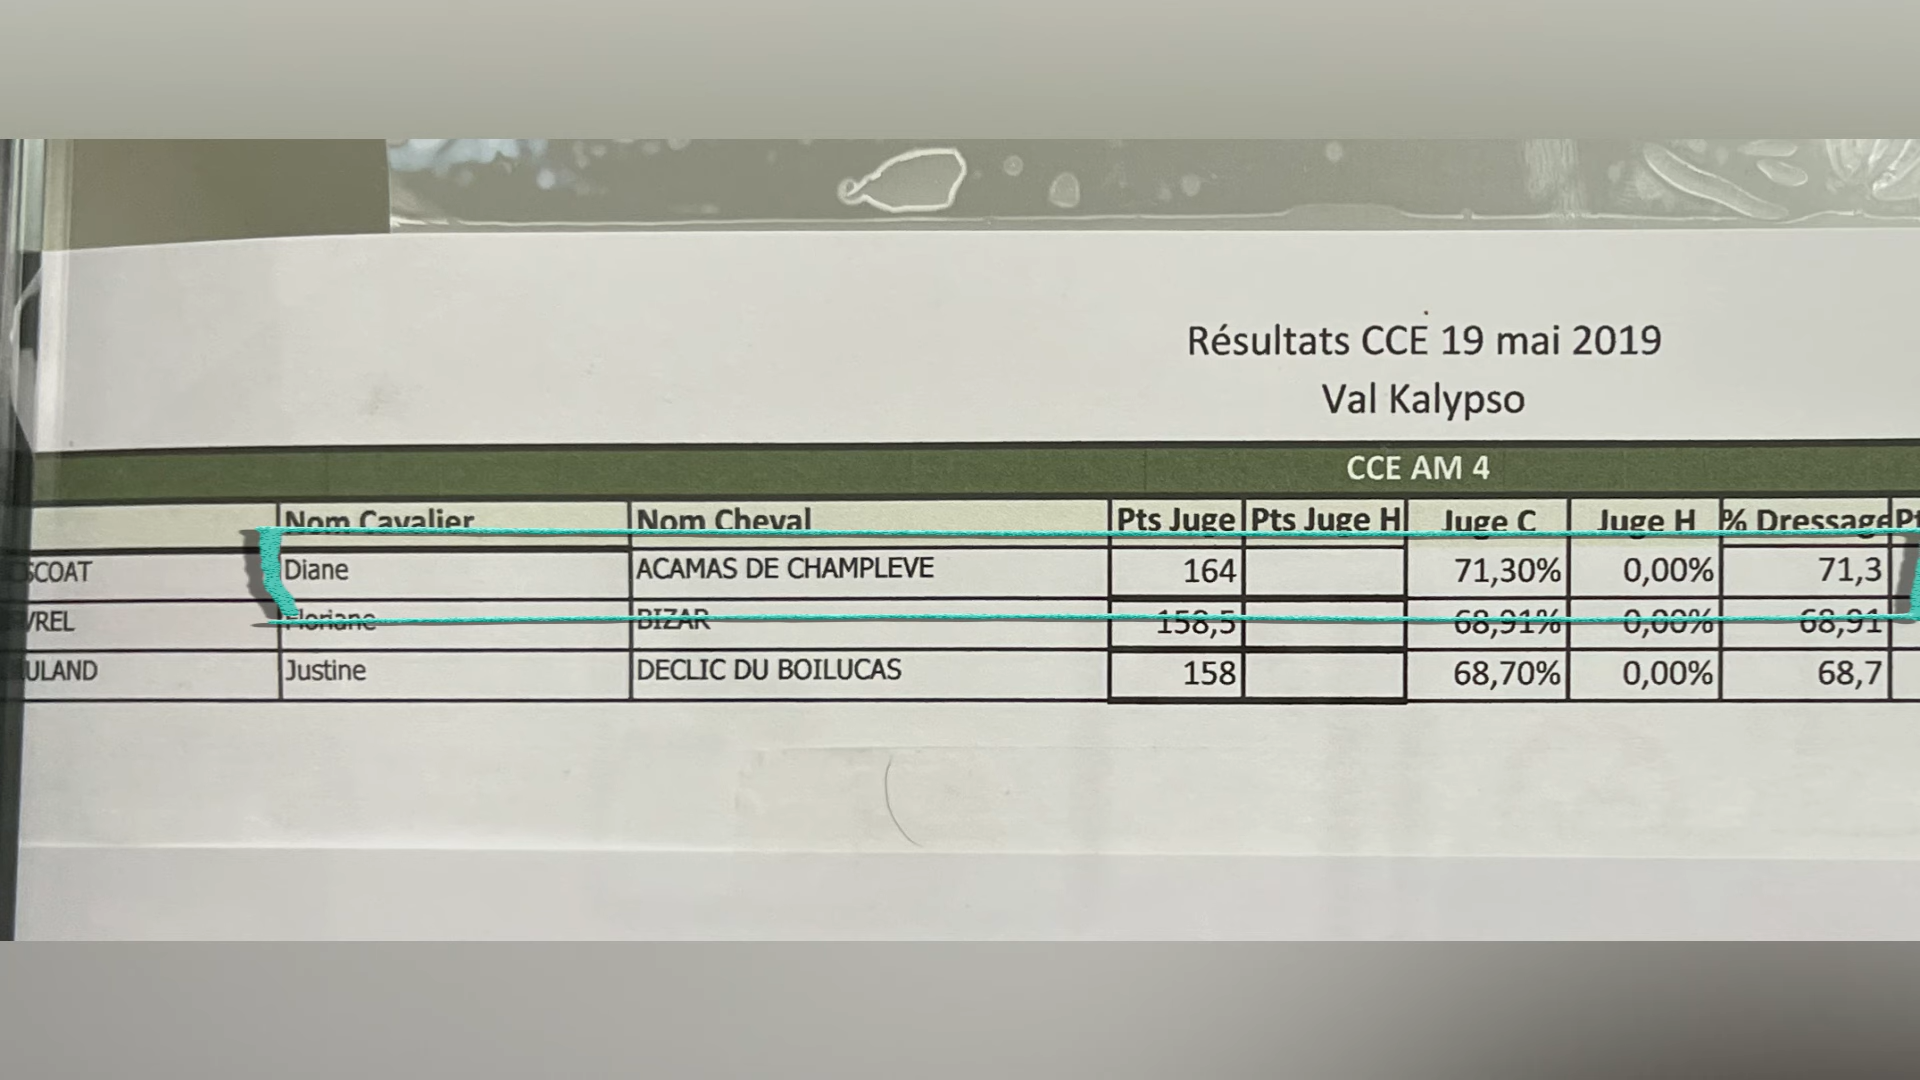 Résultats CCE 19 mai 2019
Val Kalypso
CCE AM 4
Nom Cavalier Nom Cheval Pts Juge Pts Juge H Juge C Juge H % Dressage
Diane ACAMAS DE CHAMPLEVE 164 71,30% 0,00% 71,3
Floriane BIZAR 158,5 68,91% 0,00% 68,91
Justine DECLIC DU BOILUCAS 158 68,70% 0,00% 68,7